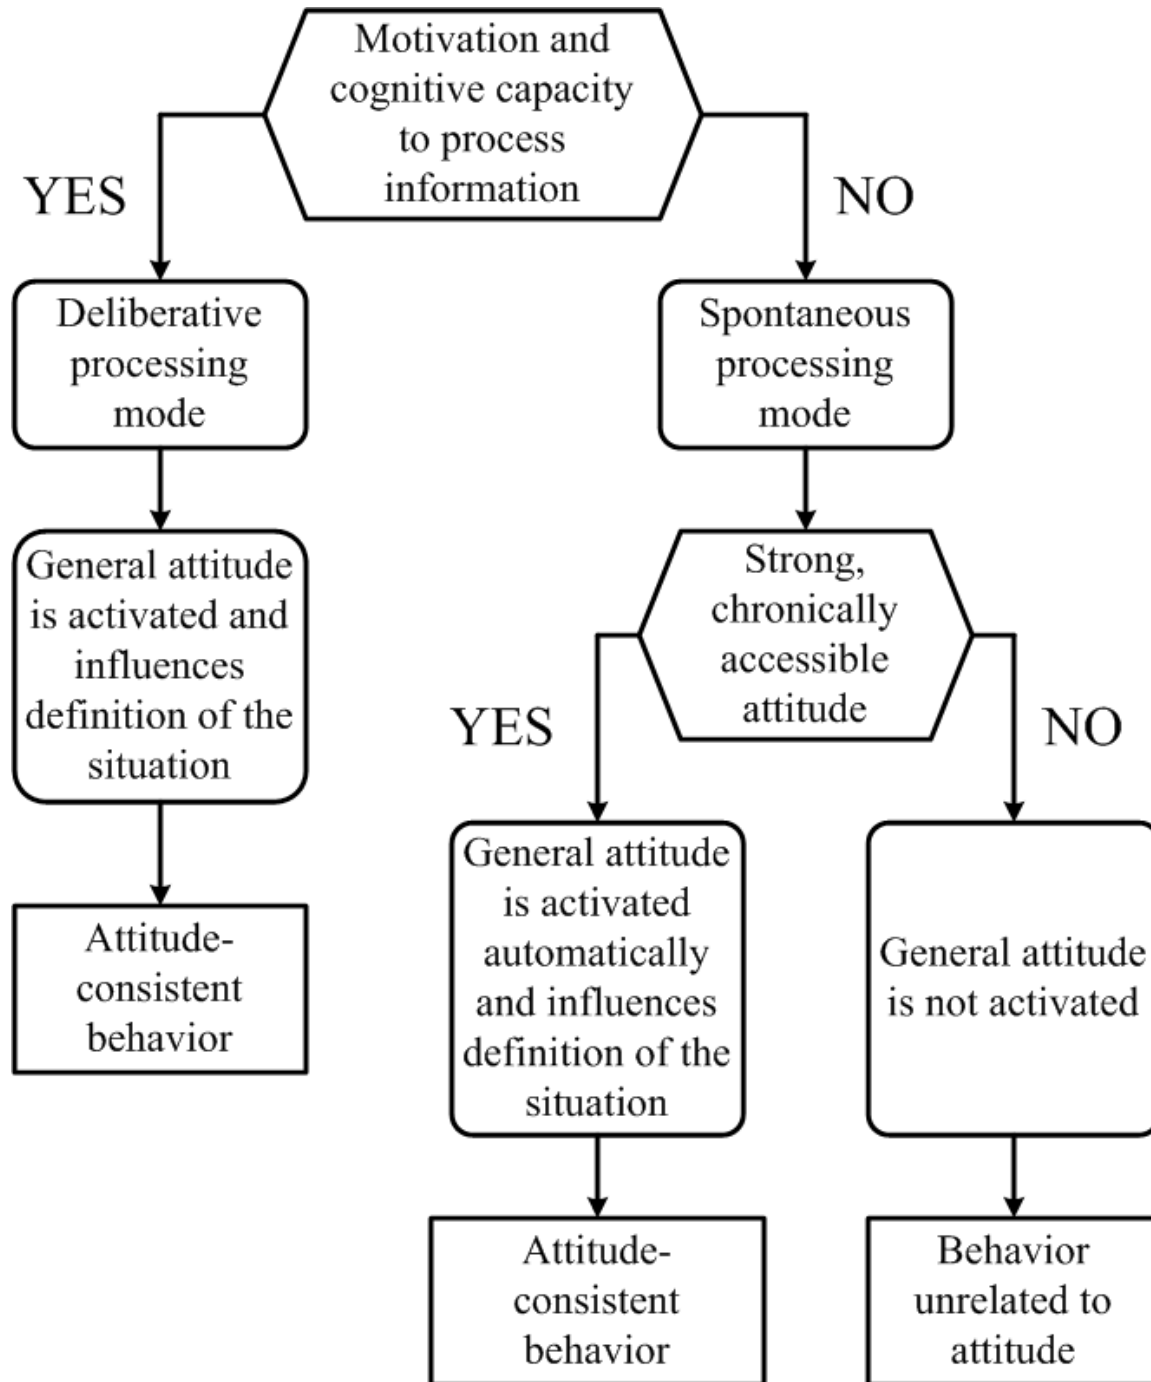 Motivation and
cognitive capacity
to process
information
YES
NO
Deliberative
processing
mode
Spontaneous
processing
mode
General attitude
is activated and
influences
definition of the
situation
Strong,
chronically
accessible
attitude
YES
NO
Attitude-
consistent
behavior
General attitude
is activated
automatically
and influences
definition of the
situation
General attitude
is not activated
Attitude-
consistent
behavior
Behavior
unrelated to
attitude